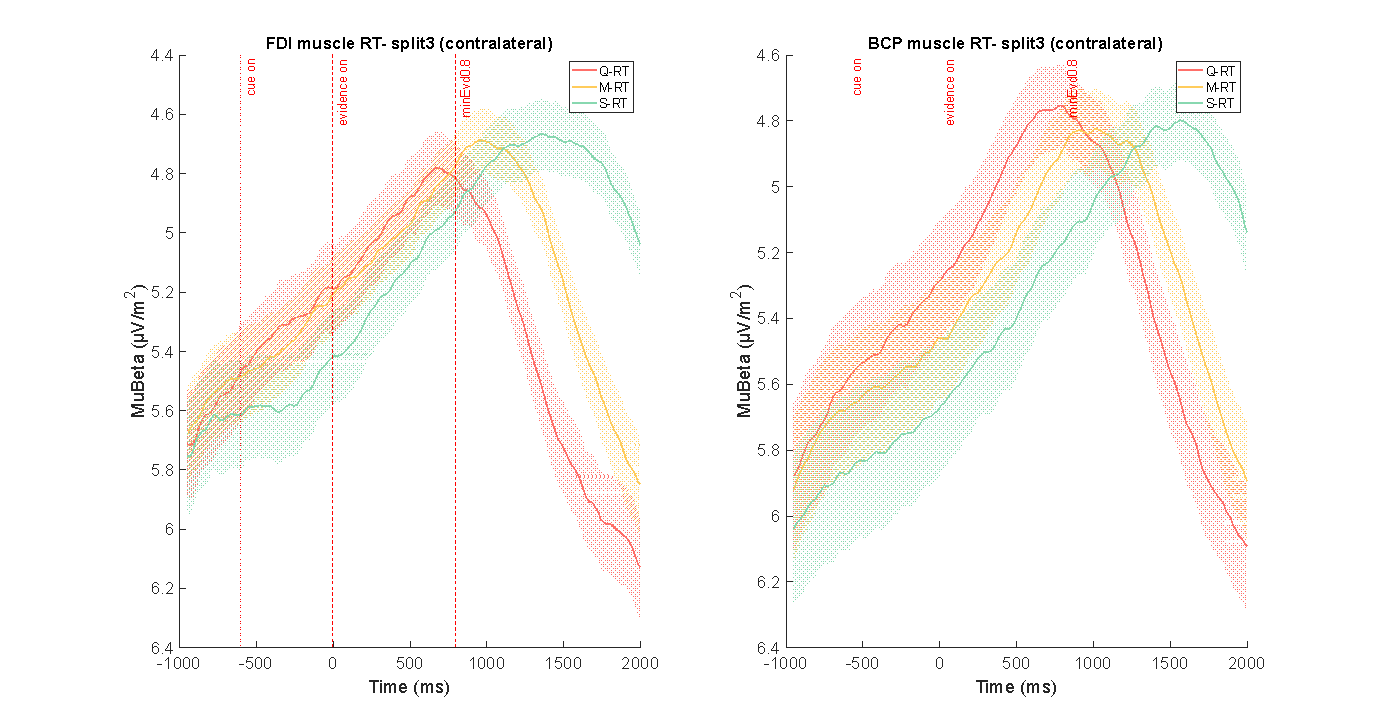 FDI muscle RT- split3 (contralateral)
4.4
4.6
4.8
5
5.2
5.4
5.6
5.8
6
6.2
6.4
MuBeta (µV/m²)
cue on
evidence on
minEvd0.8
Q-RT
M-RT
S-RT
-1000
-500
0
500
1000
1500
2000
Time (ms)
BCP muscle RT- split3 (contralateral)
4.6
4.8
5
5.2
5.4
5.6
5.8
6
6.2
6.4
MuBeta (µV/m²)
cue on
evidence on
minEvd0.8
Q-RT
M-RT
S-RT
-1000
-500
0
500
1000
1500
2000
Time (ms)